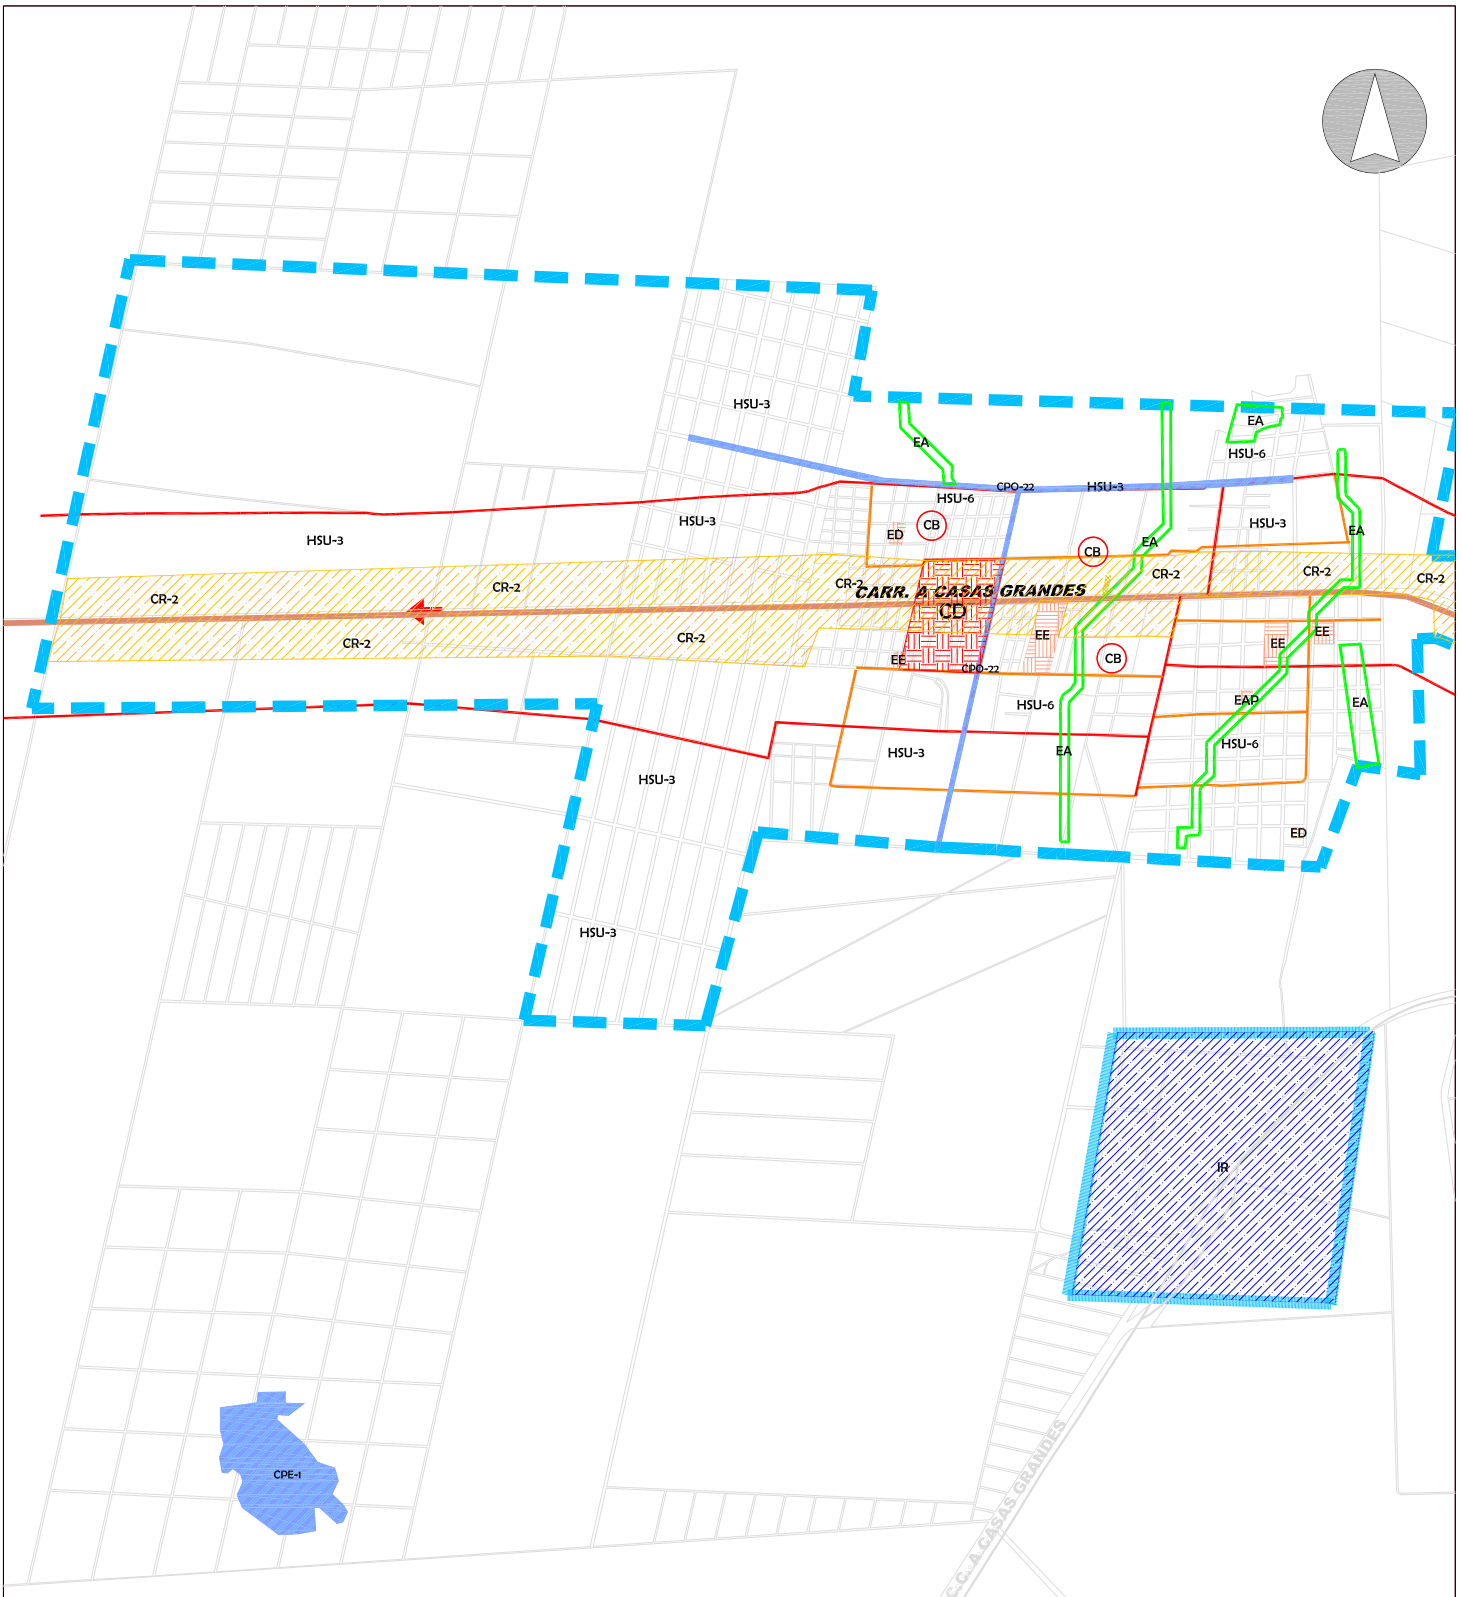 HSU-3
EA
HSU-6
EA
CPO-22
HSU-3
HSU-6
HSU-3
HSU-3
CB
HSU-3
EA
ED
EA
CB
CR-2
CR-2
CR-2
CR-2
CR-2
CR-2
CARR. A CASAS GRANDES
CD
CR-2
CR-2
EE
EE
EE
EE
CB
CPO-22
HSU-6
EAP
EA
HSU-3
EA
HSU-6
HSU-3
ED
HSU-3
IR
CPE-1
C.C. A CASAS GRANDES